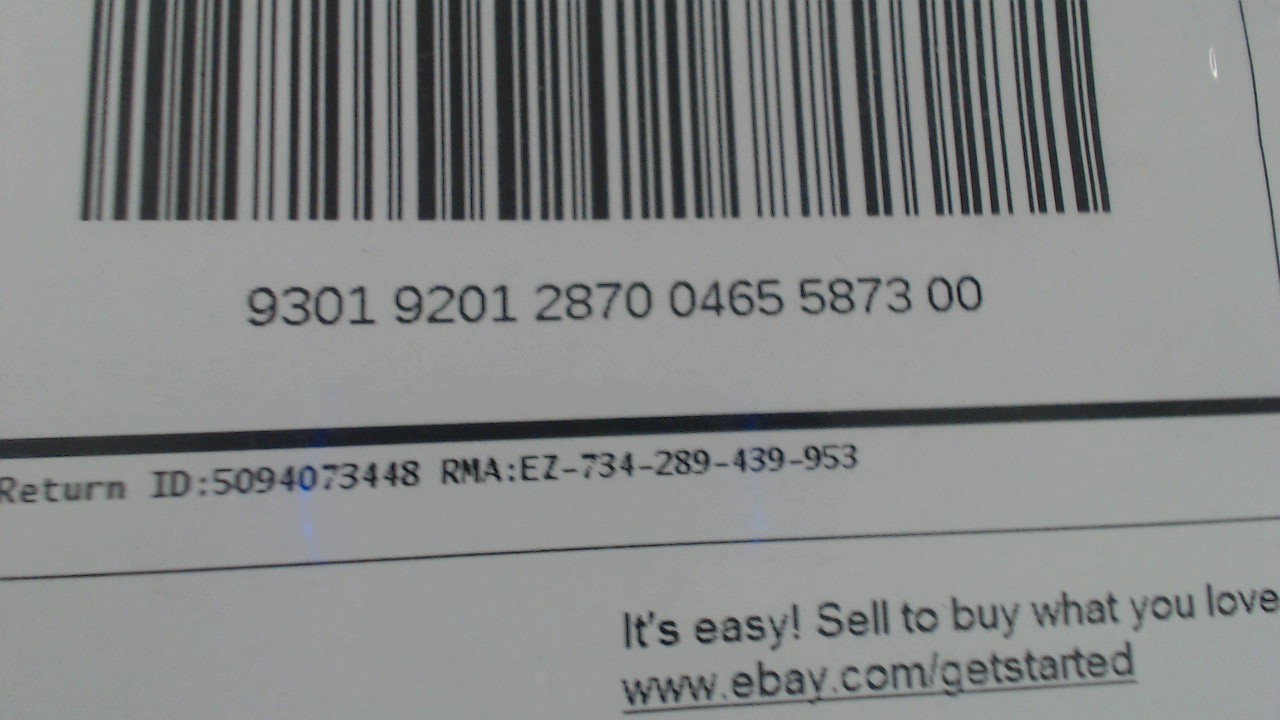 9301 9201 2870 0465 5873 00
Return ID:5094073448 RMA:EZ-734-289-439-953
It's easy! Sell to buy what you love
www.ebay.com/getstarted